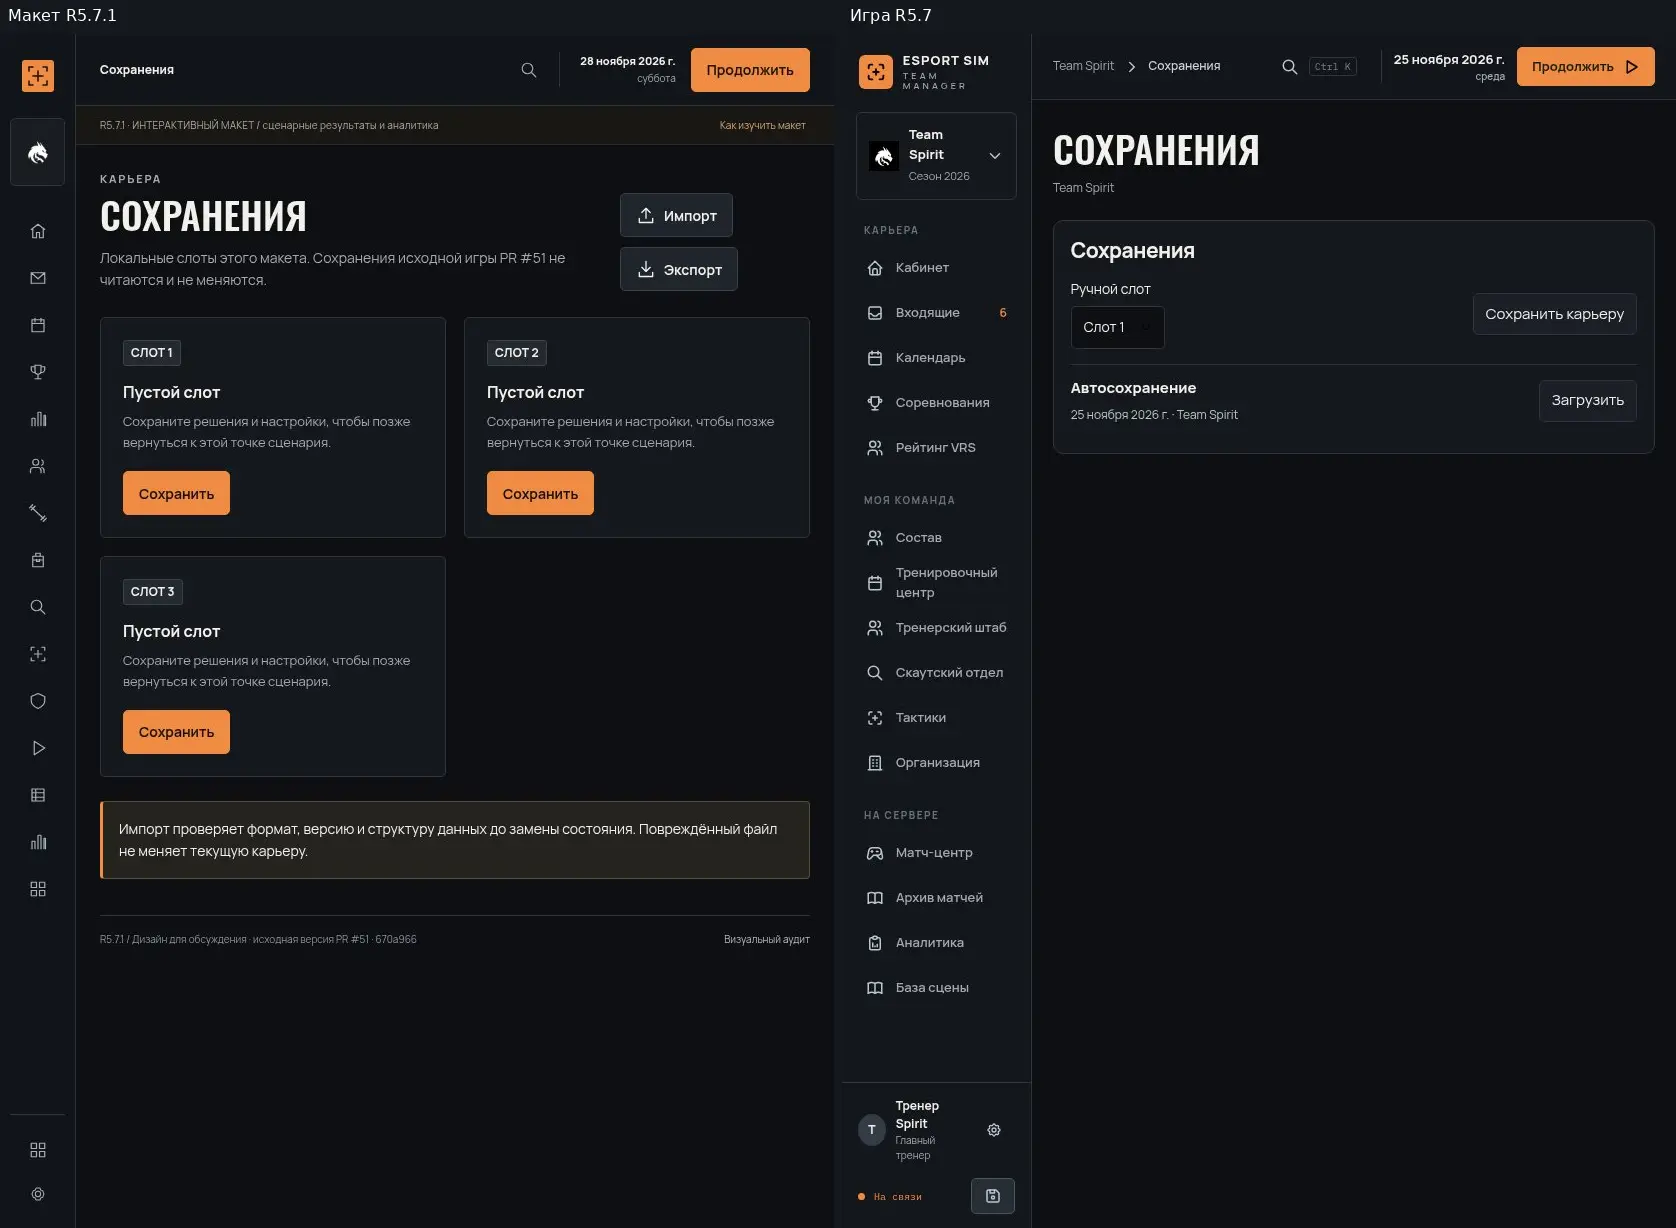 Макет R5.7.1
Сохранения
28 ноября 2026 г.
суббота
Продолжить
R5.7.1 · ИНТЕРАКТИВНЫЙ МАКЕТ / сценарные результаты и аналитика
Как изучить макет
КАРЬЕРА
СОХРАНЕНИЯ
Локальные слоты этого макета. Сохранения исходной игры PR #51 не
читаются и не меняются.
Импорт
Экспорт
СЛОТ 1
Пустой слот
Сохраните решения и настройки, чтобы позже
вернуться к этой точке сценария.
Сохранить
СЛОТ 2
Пустой слот
Сохраните решения и настройки, чтобы позже
вернуться к этой точке сценария.
Сохранить
СЛОТ 3
Пустой слот
Сохраните решения и настройки, чтобы позже
вернуться к этой точке сценария.
Сохранить
Импорт проверяет формат, версию и структуру данных до замены состояния. Повреждённый файл
не меняет текущую карьеру.
R5.7.1 / Дизайн для обсуждения · исходная версия PR #51 · 670a966
Визуальный аудит
Игра R5.7
ESPORT SIM
TEAM
MANAGER
Team
Spirit
Сезон 2026
КАРЬЕРА
Кабинет
Входящие 6
Календарь
Соревнования
Рейтинг VRS
МОЯ КОМАНДА
Состав
Тренировочный
центр
Тренерский штаб
Скаутский отдел
Тактики
Организация
НА СЕРВЕРЕ
Матч-центр
Архив матчей
Аналитика
База сцены
Т
Тренер
Spirit
Главный
тренер
На связи
Team Spirit
Сохранения
Ctrl K
25 ноября 2026 г.
среда
Продолжить
СОХРАНЕНИЯ
Team Spirit
Сохранения
Ручной слот
Слот 1
Сохранить карьеру
Автосохранение
25 ноября 2026 г. · Team Spirit
Загрузить